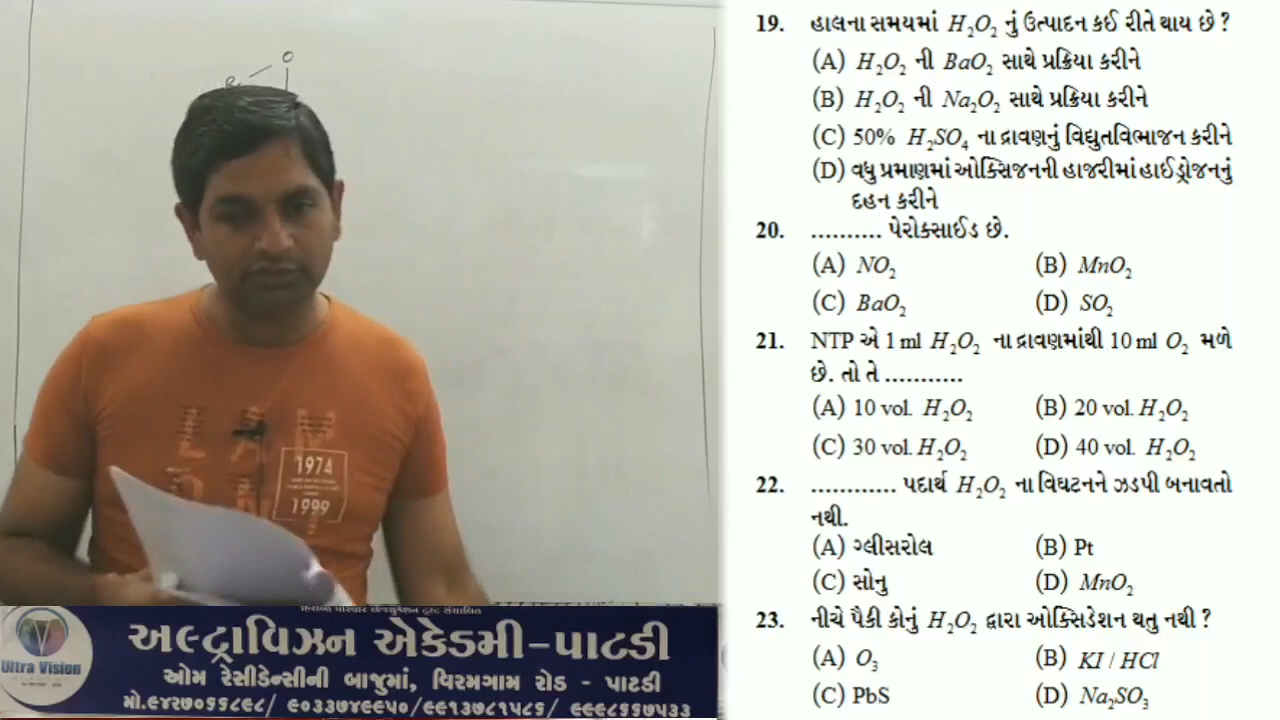 O
19. હાલના સમયમાં H₂O₂ નું ઉત્પાદન કઈ રીતે થાય છે ?
(A) H₂O₂ ની BaO₂ સાથે પ્રક્રિયા કરીને
(B) H₂O₂ ની Na₂O₂ સાથે પ્રક્રિયા કરીને
(C) 50% H₂SO₄ ના દ્રાવણનું વિદ્યુતવિભાજન કરીને
(D) વધુ પ્રમાણમાં ઓક્સિજનની હાજરીમાં હાઈડ્રોજનનું
દહન કરીને
20. .......... પેરોક્સાઈડ છે.
(A) NO₂ (B) MnO₂
(C) BaO₂ (D) SO₂
21. NTP એ 1 ml H₂O₂ ના દ્રાવણમાંથી 10 ml O₂ મળે
છે. તો તે ...........
(A) 10 vol. H₂O₂ (B) 20 vol. H₂O₂
(C) 30 vol. H₂O₂ (D) 40 vol. H₂O₂
22. ............ પદાર્થ H₂O₂ ના વિઘટનને ઝડપી બનાવતો
નથી.
(A) ગ્લીસરોલ (B) Pt
(C) સોનુ (D) MnO₂
23. નીચે પૈકી કોનું H₂O₂ દ્વારા ઓક્સિડેશન થતુ નથી ?
(A) O₃ (B) KI / HCl
(C) PbS (D) Na₂SO₃
1974
1999
Ultra Vision
અલ્ટ્રાવિઝન એકેડમી-પાટડી
ઓમ રેસીડેન્સીની બાજુમાં, વિરમગામ રોડ - પાટડી
મો.૯૪૨૭૦૬૬૮૯૮/ ૯૦૩૩૭૪૯૯૫૦/૯૯૧૩૭૮૧૫૮૬/ ૯૯૯૮૬૬૭૫૩૩